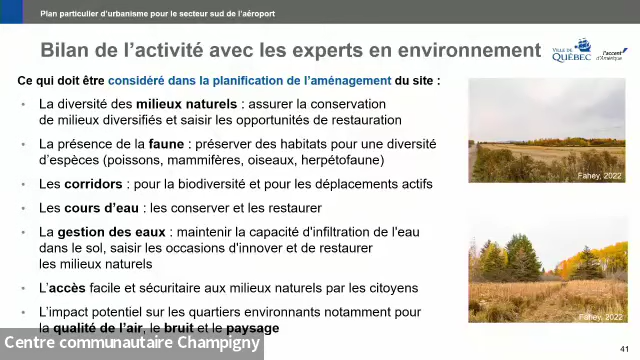 Plan particulier d'urbanisme pour le secteur sud de l'aéroport
Bilan de l'activité avec les experts en environnement
VILLE DE
QUÉBEC
l'accent
d'Amérique
Ce qui doit être considéré dans la planification de l'aménagement du site :
• La diversité des milieux naturels : assurer la conservation
de milieux diversifiés et saisir les opportunités de restauration
• La présence de la faune : préserver des habitats pour une diversité
d'espèces (poissons, mammifères, oiseaux, herpétofaune)
• Les corridors : pour la biodiversité et pour les déplacements actifs
• Les cours d'eau : les conserver et les restaurer
• La gestion des eaux : maintenir la capacité d'infiltration de l'eau
dans le sol, saisir les occasions d'innover et de restaurer
les milieux naturels
• L'accès facile et sécuritaire aux milieux naturels par les citoyens
• L'impact potentiel sur les quartiers environnants notamment pour
la qualité de l'air, le bruit et le paysage
Fahey, 2022
Fahey, 2022
Centre communautaire Champigny
41